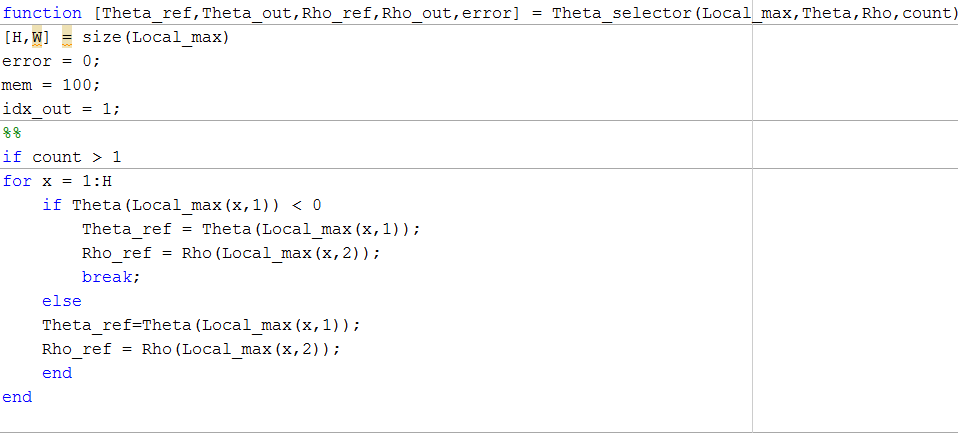 function [Theta_ref,Theta_out,Rho_ref,Rho_out,error] = Theta_selector(Local_max,Theta,Rho,count)
[H,W] = size(Local_max)
error = 0;
mem = 100;
idx_out = 1;
%%
if count > 1
for x = 1:H
    if Theta(Local_max(x,1)) < 0
        Theta_ref = Theta(Local_max(x,1));
        Rho_ref = Rho(Local_max(x,2));
        break;
    else
    Theta_ref=Theta(Local_max(x,1));
    Rho_ref = Rho(Local_max(x,2));
    end
end